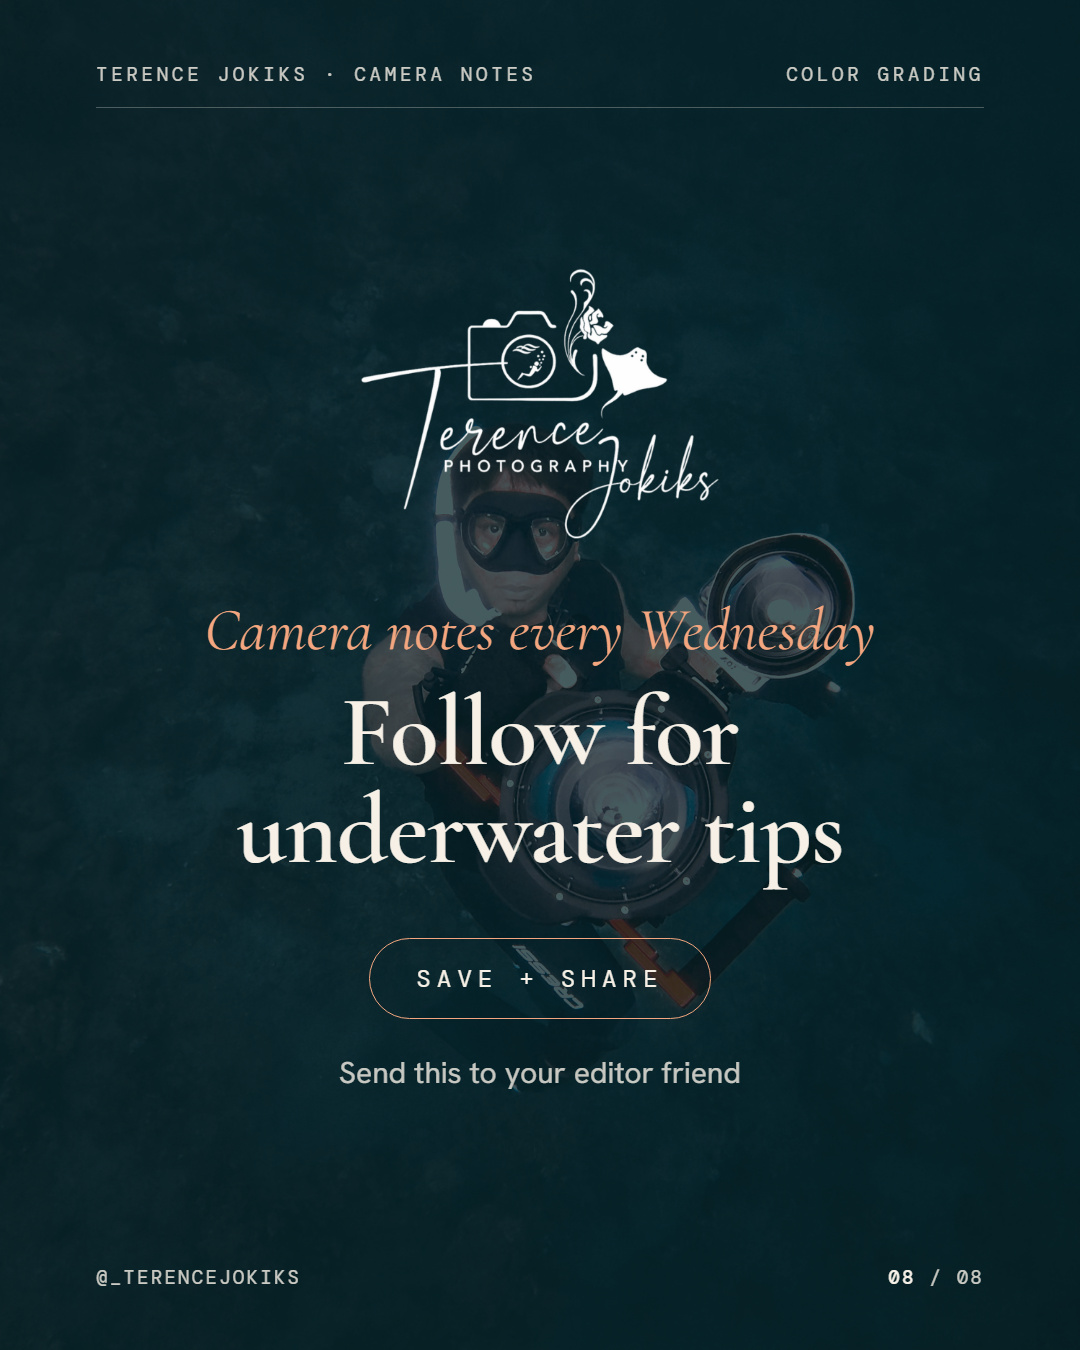 TERENCE JOKIKS · CAMERA NOTES
COLOR GRADING
Terence
PHOTOGRAPHY
Jokiks
Camera notes every Wednesday
Follow for
underwater tips
CRESSI
SAVE + SHARE
Send this to your editor friend
@_TERENCEJOKIKS
08 / 08